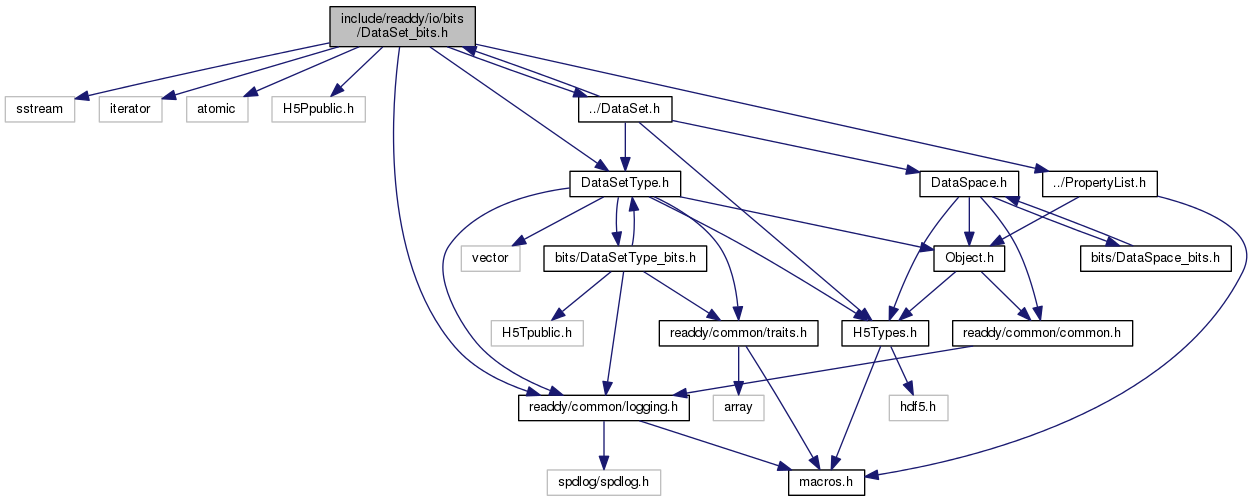 include/readdy/io/bits
/DataSet_bits.h
sstream
iterator
atomic
H5Ppublic.h
../DataSet.h
DataSetType.h
DataSpace.h
../PropertyList.h
vector
bits/DataSetType_bits.h
Object.h
bits/DataSpace_bits.h
H5Tpublic.h
readdy/common/traits.h
H5Types.h
readdy/common/common.h
readdy/common/logging.h
array
hdf5.h
spdlog/spdlog.h
macros.h